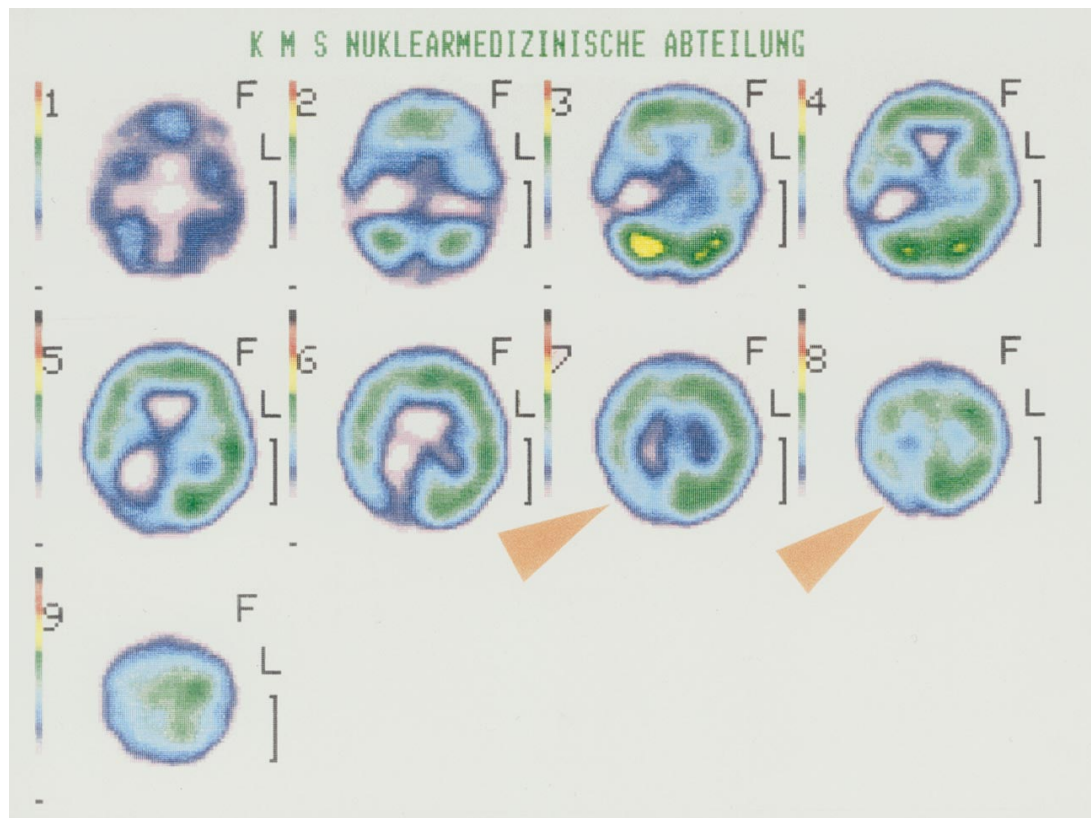 K M S NUKLEARMEDIZINISCHE ABTEILUNG
1 F L
2 F L
3 F L
4 F L
5 F L
6 F L
7 F L
8 F L
9 F L